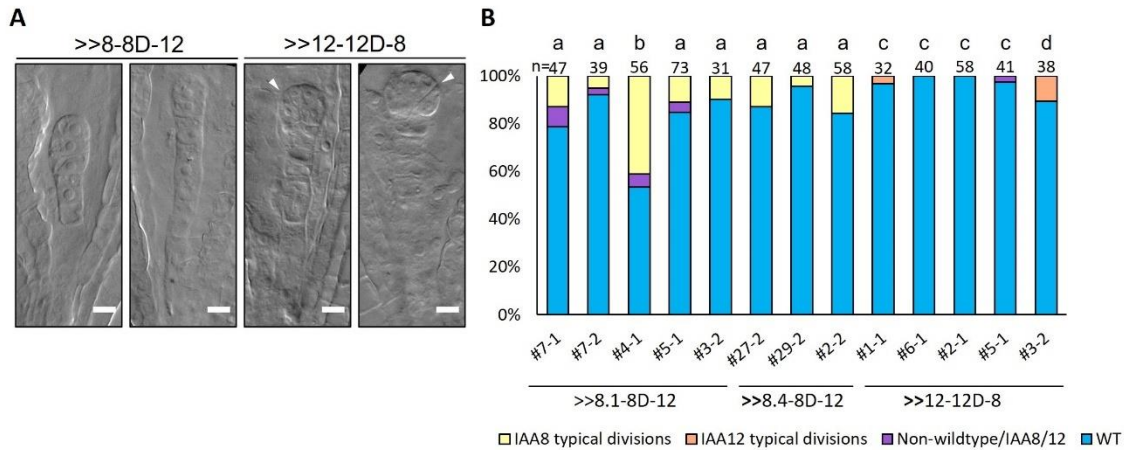 A
>>8-8D-12 >>12-12D-8
B
a a b a a a a a c c c c d
n=47 39 56 73 31 47 48 58 32 40 58 41 38
100%
80%
60%
40%
20%
0%
#7-1 #7-2 #4-1 #5-1 #3-2 #27-2 #29-2 #2-2 #1-1 #6-1 #2-1 #5-1 #3-2
>>8.1-8D-12 >>8.4-8D-12 >>12-12D-8
IAA8 typical divisions IAA12 typical divisions Non-wildtype/IAA8/12 WT